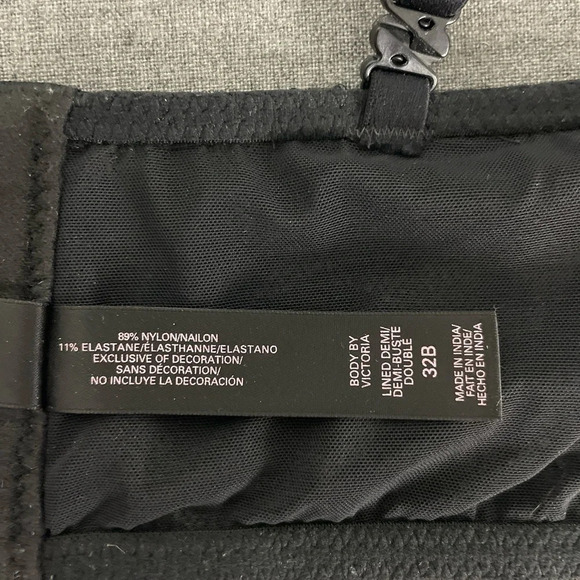 89% NYLON/NAILON
11% ELASTANE/ÉLASTHANNE/ELASTANO
EXCLUSIVE OF DECORATION/
SANS DÉCORATION/
NO INCLUYE LA DECORACIÓN
BODY BY
VICTORIA
LINED DEMI/
DEMI-BUSTE
DOUBLÉ
32B
MADE IN INDIA/
FAIT EN INDE/
HECHO EN INDIA